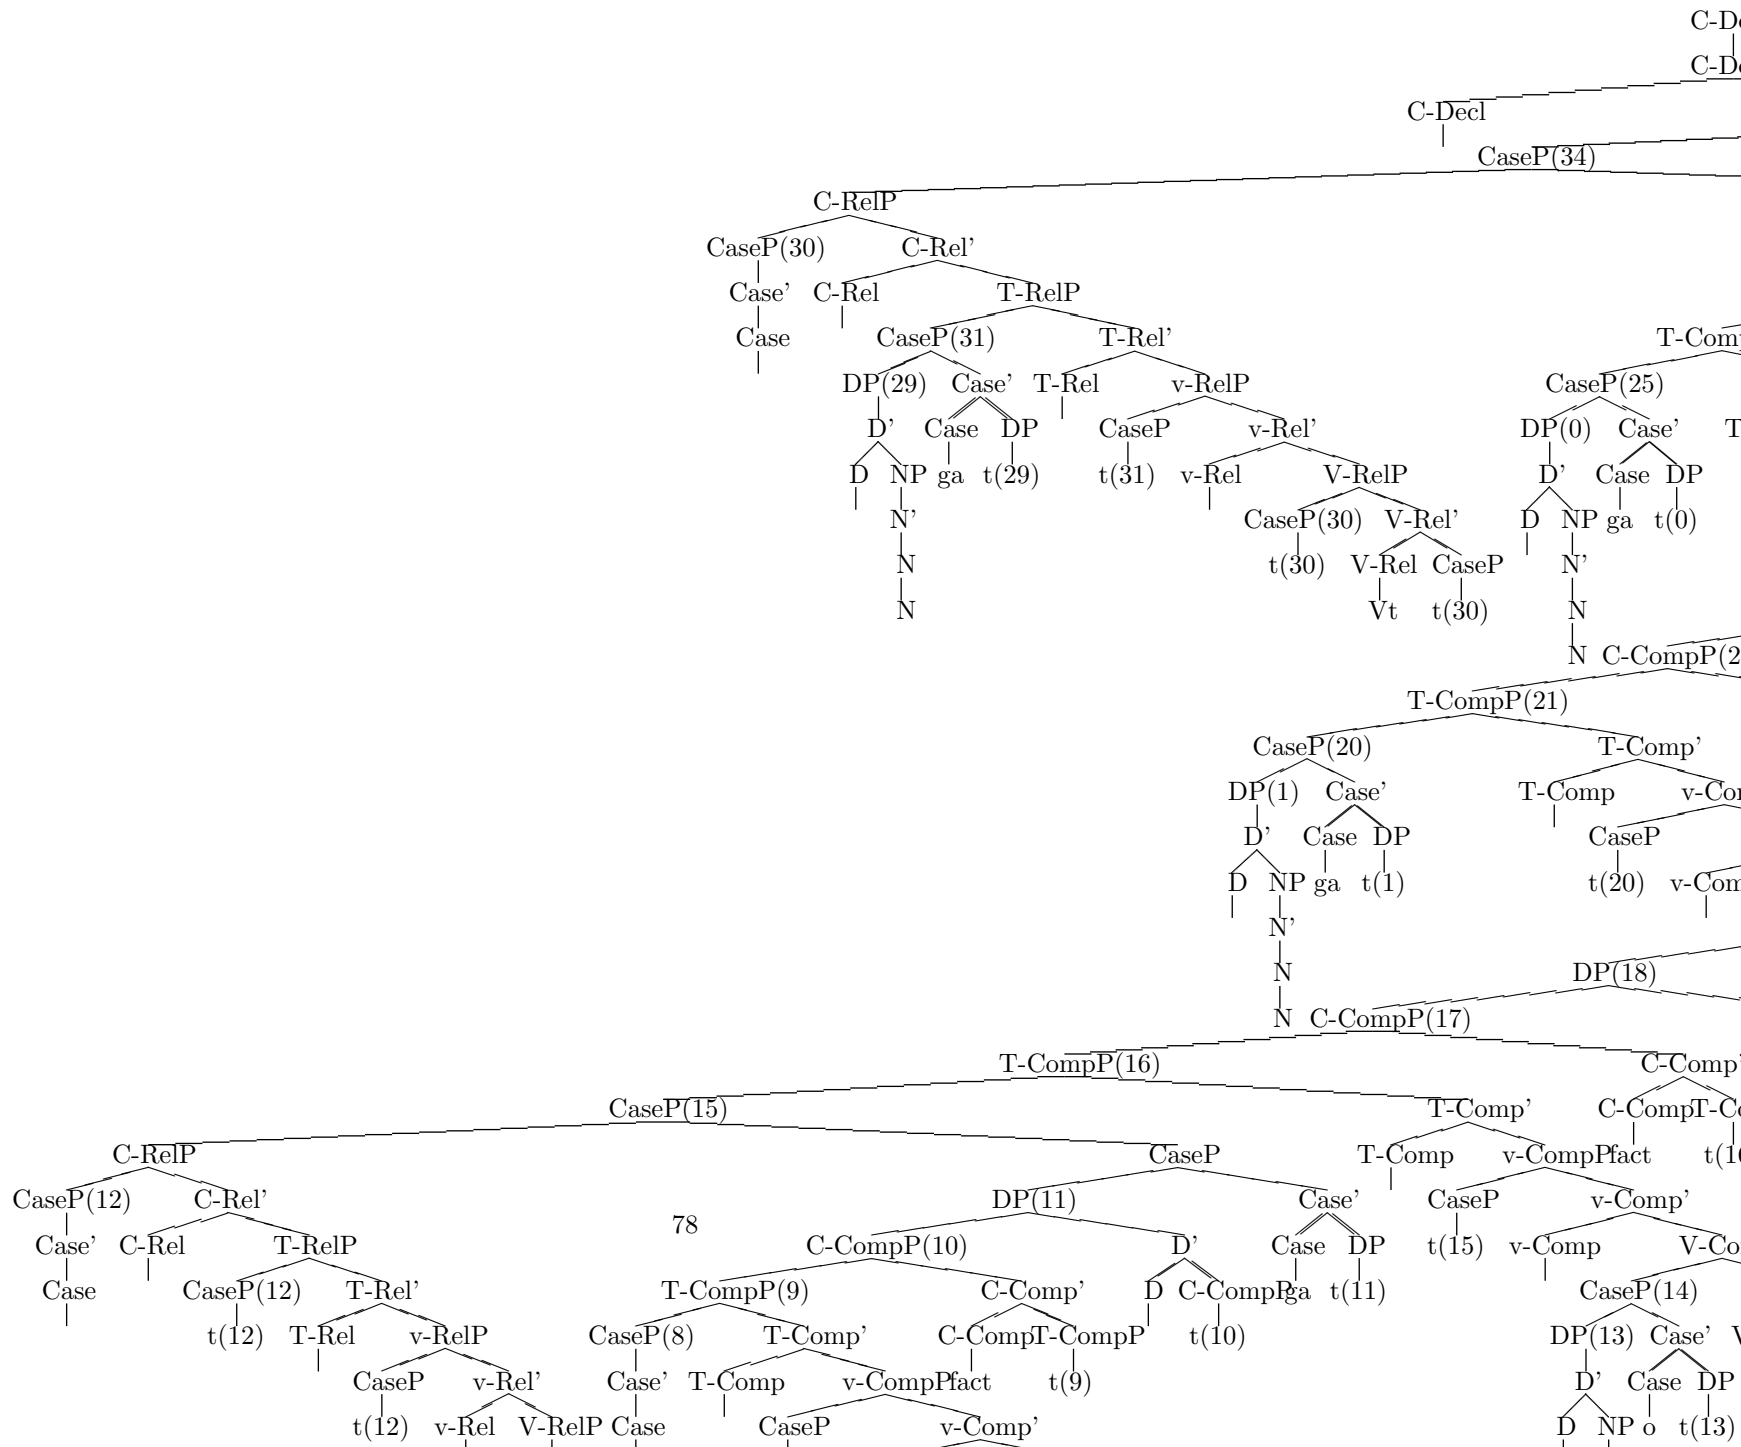 C-De
C-De
C-Decl
CaseP(34)
C-RelP
CaseP(30) C-Rel'
Case' C-Rel T-RelP
Case CaseP(31) T-Rel' T-Comp
DP(29) Case' T-Rel v-RelP CaseP(25)
D' Case DP CaseP v-Rel' DP(0) Case' T
D NP ga t(29) t(31) v-Rel V-RelP D' Case DP
N' CaseP(30) V-Rel' D NP ga t(0)
N t(30) V-Rel CaseP N'
N Vt t(30) N
N C-CompP(2
T-CompP(21)
CaseP(20) T-Comp'
DP(1) Case' T-Comp v-Com
D' Case DP CaseP
D NP ga t(1) t(20) v-Com
N'
N DP(18)
N C-CompP(17)
T-CompP(16) C-Comp'
CaseP(15) T-Comp' C-Comp T-Co
C-RelP CaseP T-Comp v-CompP fact t(16
CaseP(12) C-Rel' DP(11) Case' CaseP v-Comp'
78
Case' C-Rel T-RelP C-CompP(10) D' Case DP t(15) v-Comp V-Co
Case CaseP(12) T-Rel' T-CompP(9) C-Comp' D C-CompP ga t(11) CaseP(14)
t(12) T-Rel v-RelP CaseP(8) T-Comp' C-Comp T-CompP t(10) DP(13) Case' V
CaseP v-Rel' Case' T-Comp v-CompP fact t(9) D' Case DP
t(12) v-Rel V-RelP Case CaseP v-Comp' D NP o t(13)